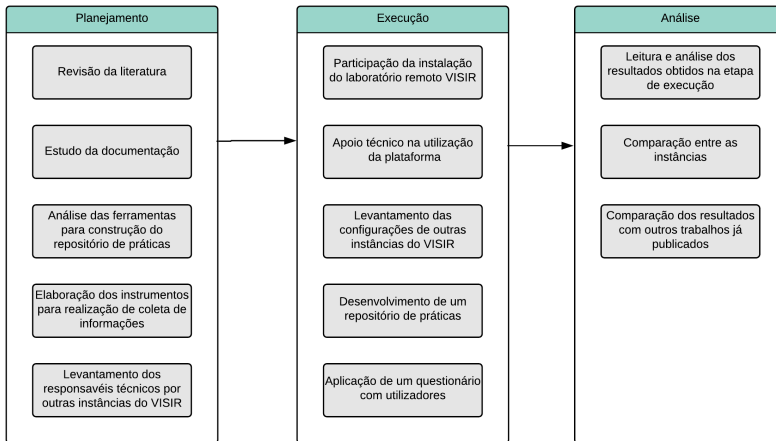 Planejamento
Revisão da literatura
Estudo da documentação
Análise das ferramentas
para construção do
repositório de práticas
Elaboração dos instrumentos
para realização de coleta de
informações
Levantamento dos
responsavéis técnicos por
outras instâncias do VISIR
Execução
Participação da instalação
do laboratório remoto VISIR
Apoio técnico na utilização
da plataforma
Levantamento das
configurações de outras
instâncias do VISIR
Desenvolvimento de um
repositório de práticas
Aplicação de um questionário
com utilizadores
Análise
Leitura e análise dos
resultados obtidos na etapa
de execução
Comparação entre as
instâncias
Comparação dos resultados
com outros trabalhos já
publicados